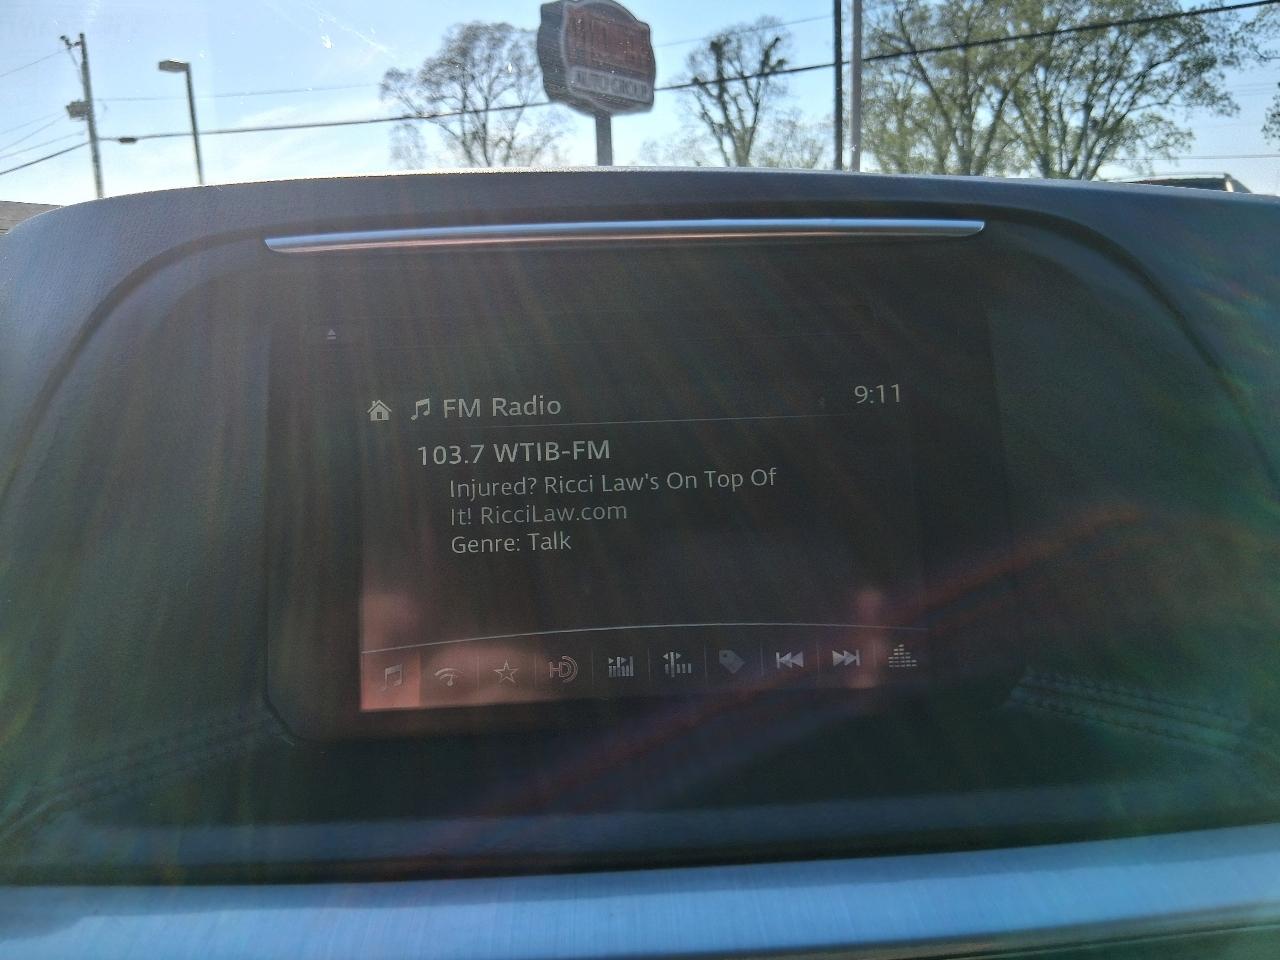 AUTO GROUP
FM Radio
9:11
103.7 WTIB-FM
Injured? Ricci Law's On Top Of
It! RicciLaw.com
Genre: Talk
HD